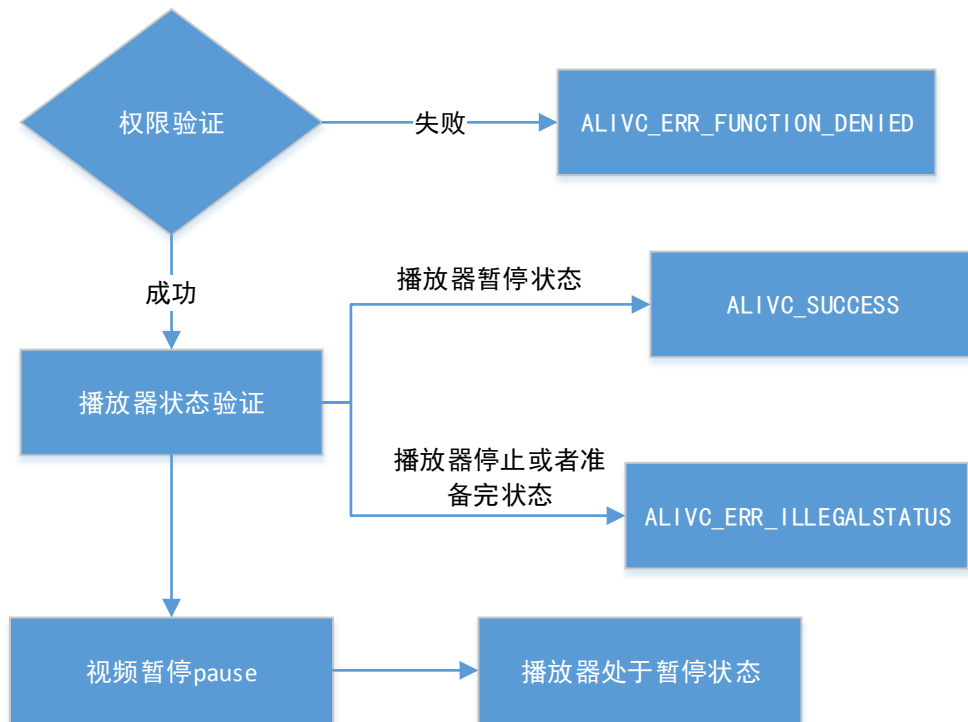 权限验证
失败
ALIVC_ERR_FUNCTION_DENIED
成功
播放器暂停状态
ALIVC_SUCCESS
播放器状态验证
播放器停止或者准
备完状态
ALIVC_ERR_ILLEGALSTATUS
视频暂停pause
播放器处于暂停状态